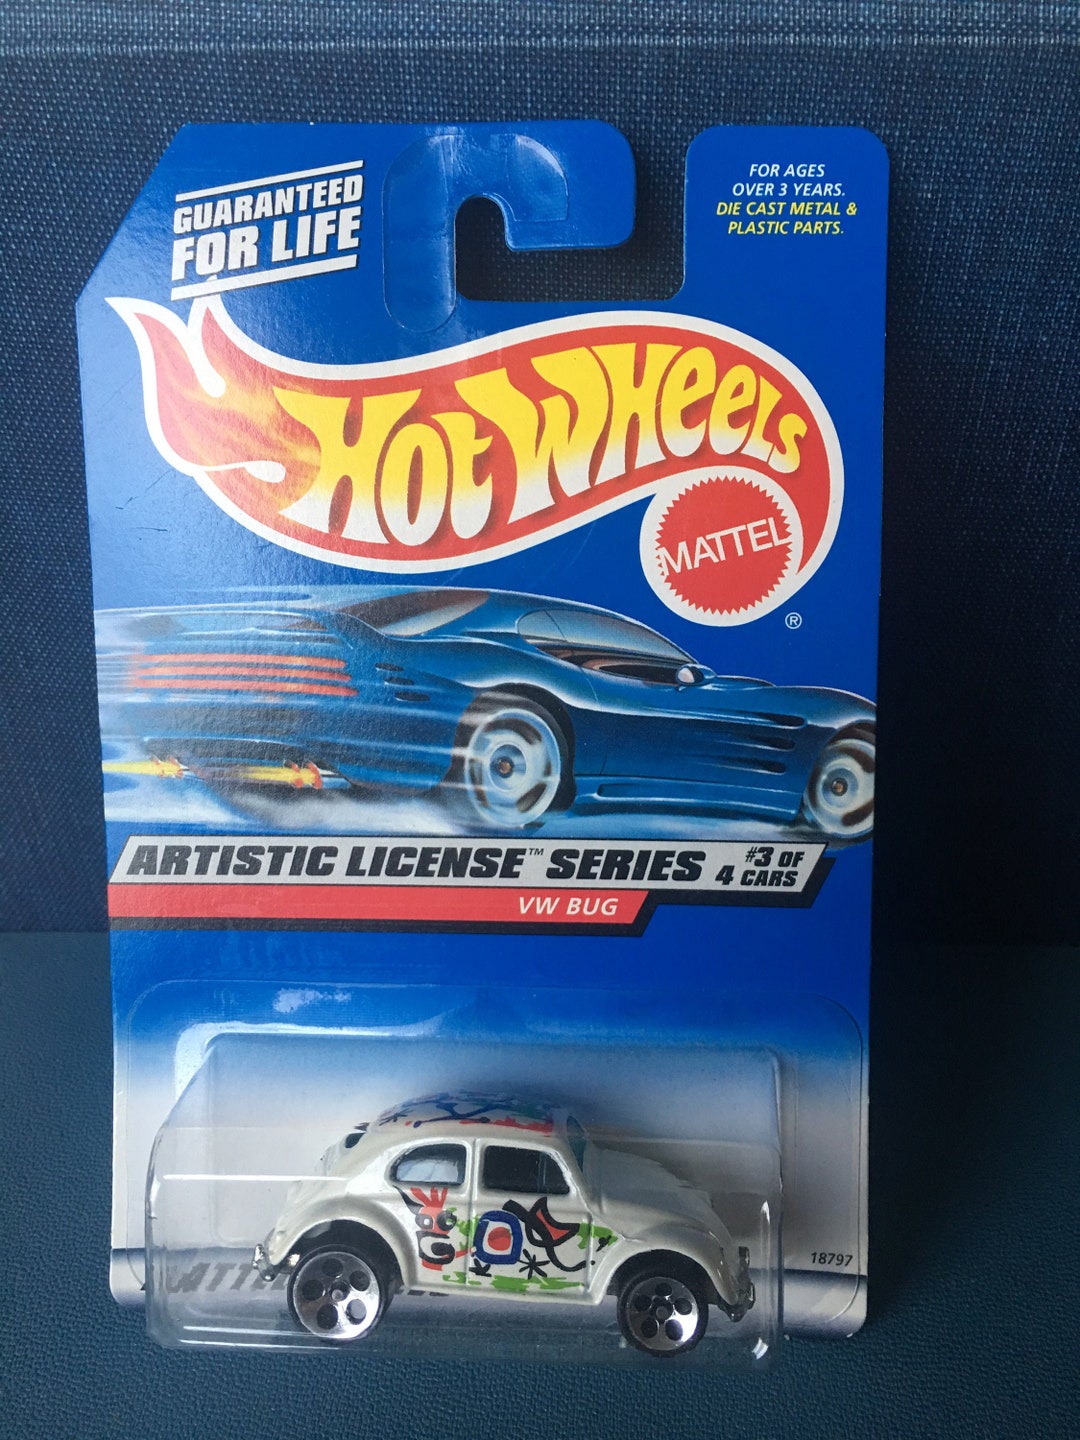 GUARANTEED
FOR LIFE
FOR AGES
OVER 3 YEARS.
DIE CAST METAL &
PLASTIC PARTS.
HOT WHEELS
MATTEL
®
ARTISTIC LICENSE™ SERIES #3 OF
4 CARS
VW BUG
18797